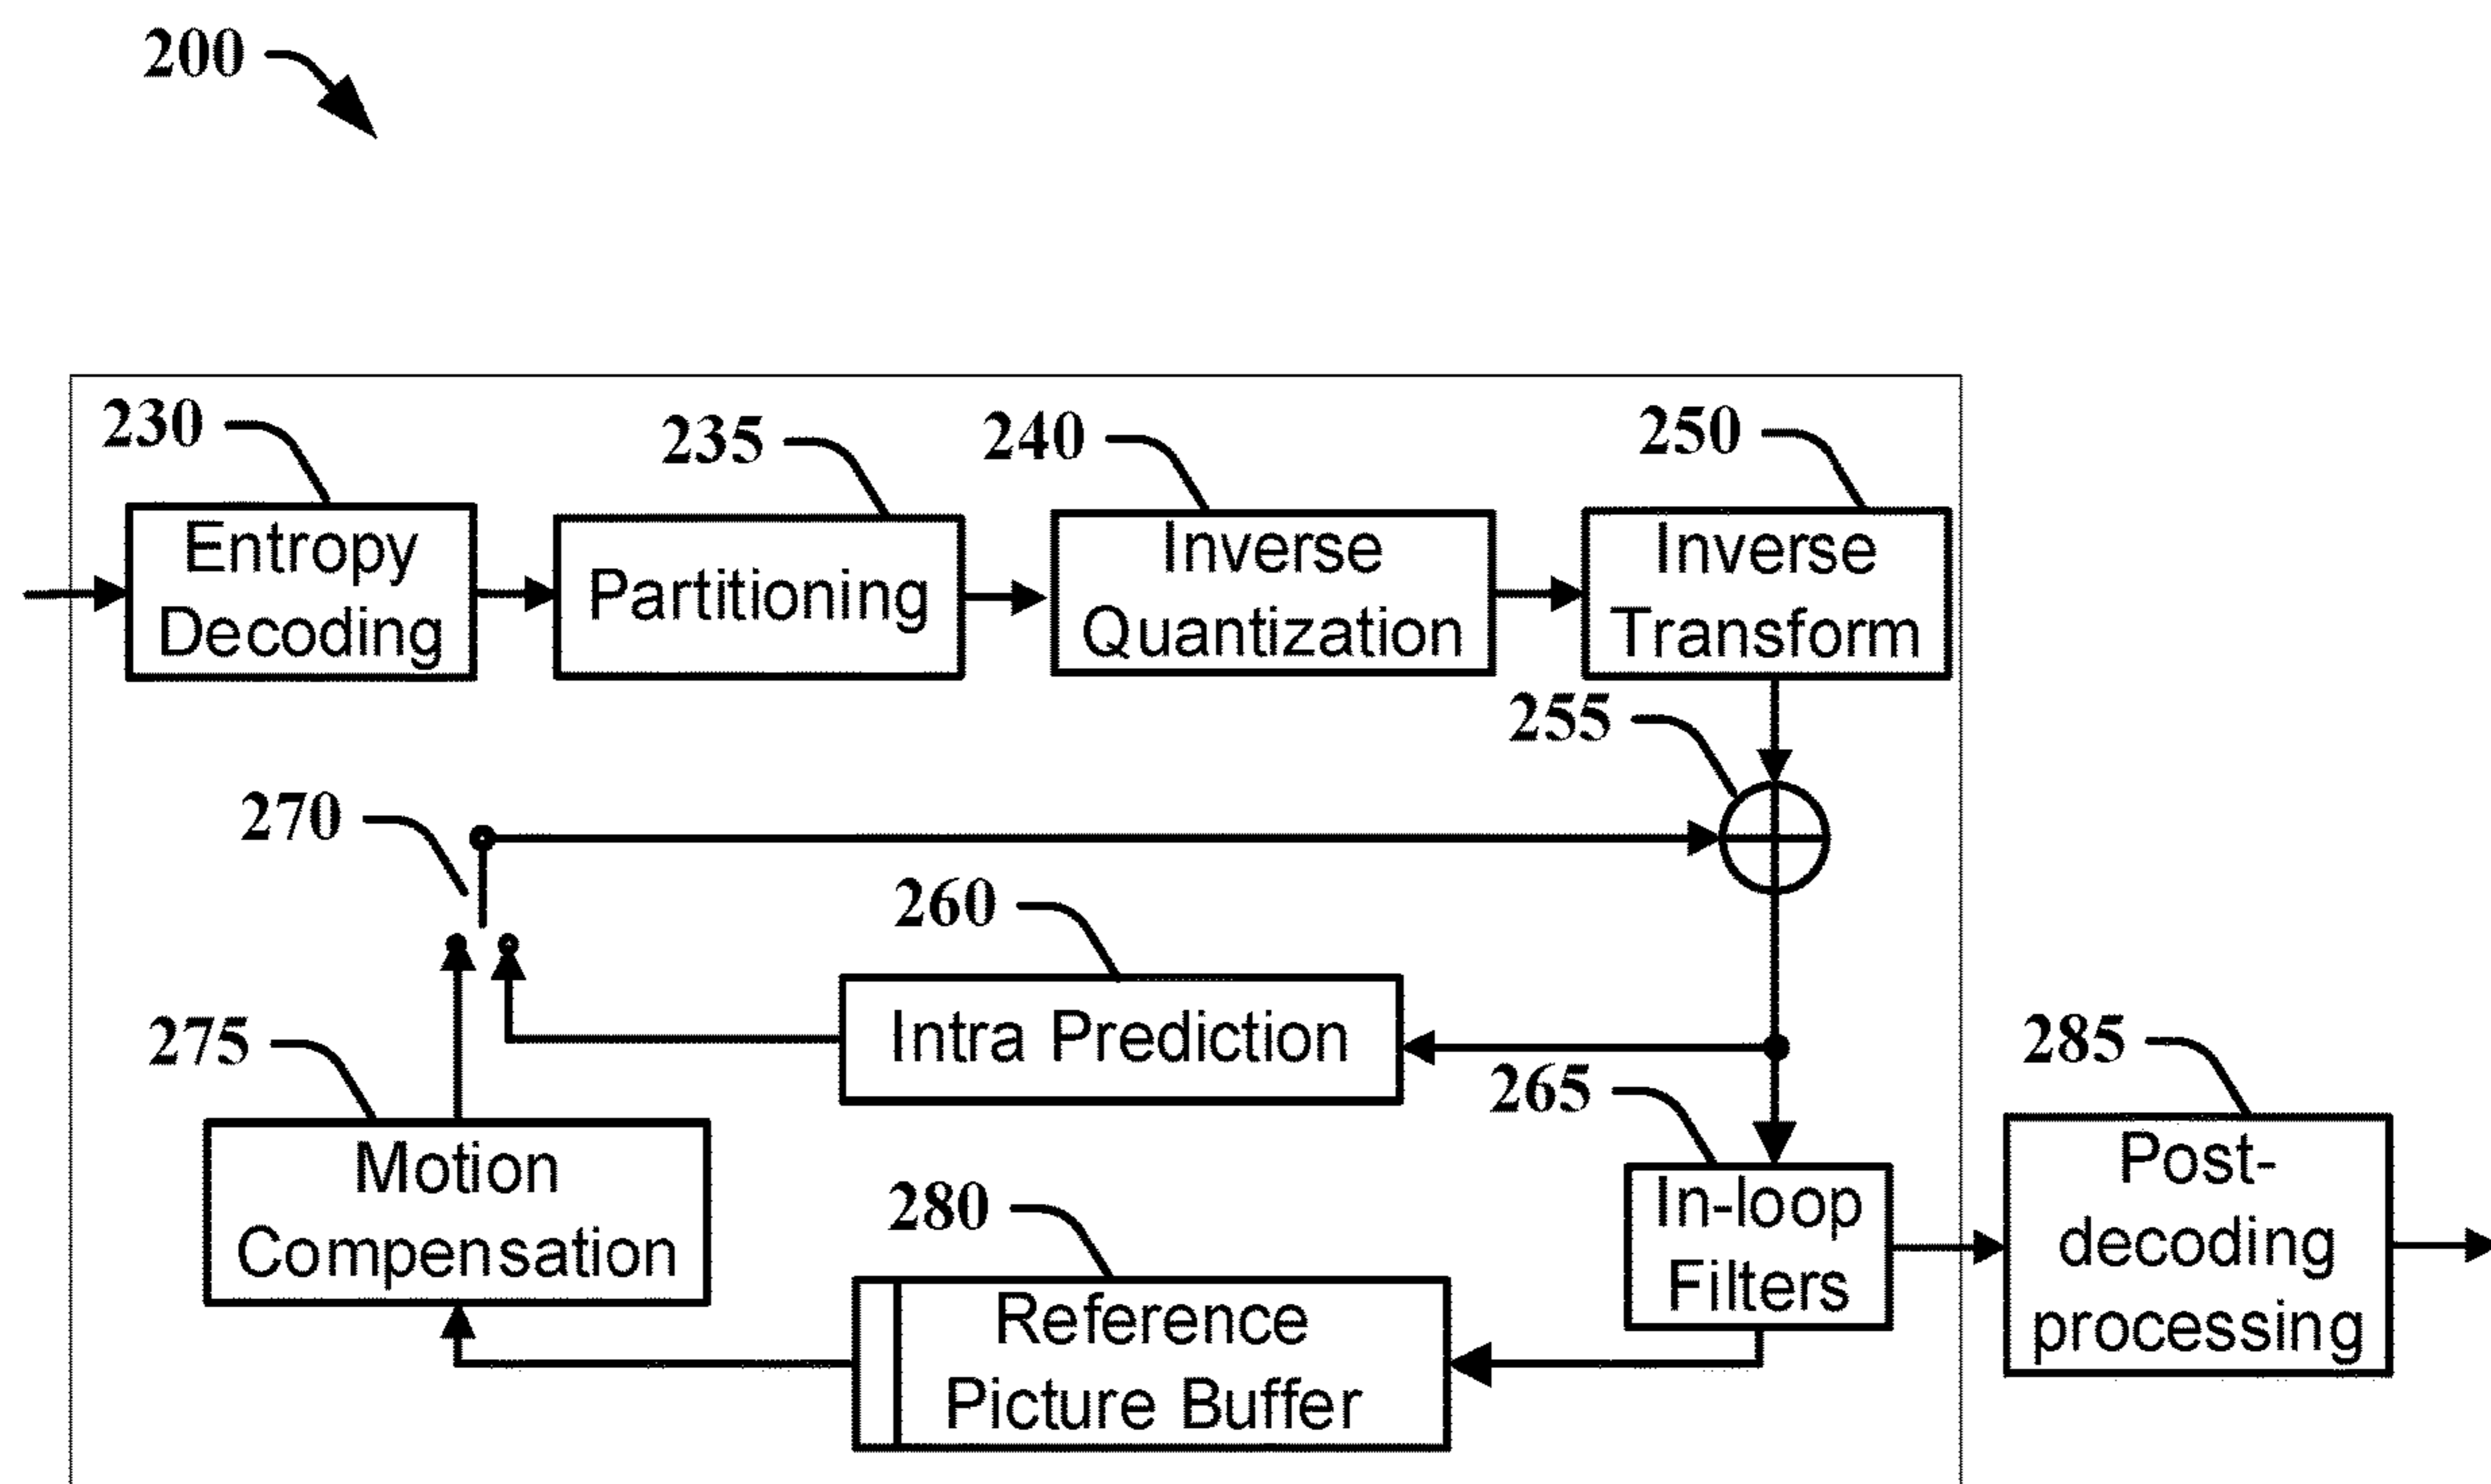 200
230
235
240
250
Entropy
Decoding
Partitioning
Inverse
Quantization
Inverse
Transform
255
270
260
Intra Prediction
275
265
285
Motion
Compensation
280
Reference
Picture Buffer
In-loop
Filters
Post-
decoding
processing